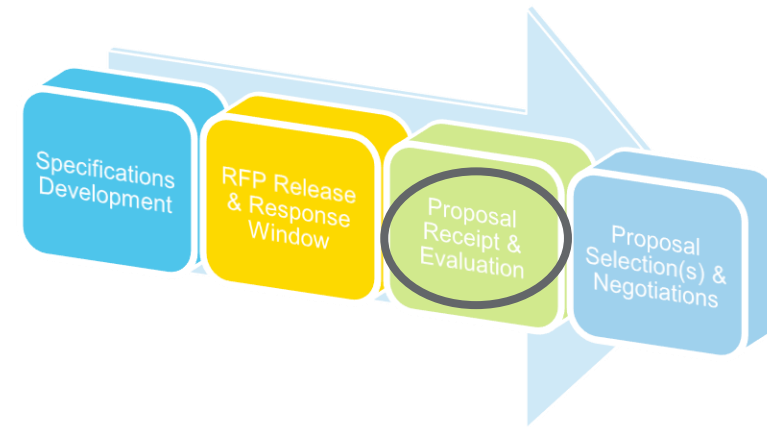 Specifications
Development
RFP Release
& Response
Window
Proposal
Receipt &
Evaluation
Proposal
Selection(s) &
Negotiations